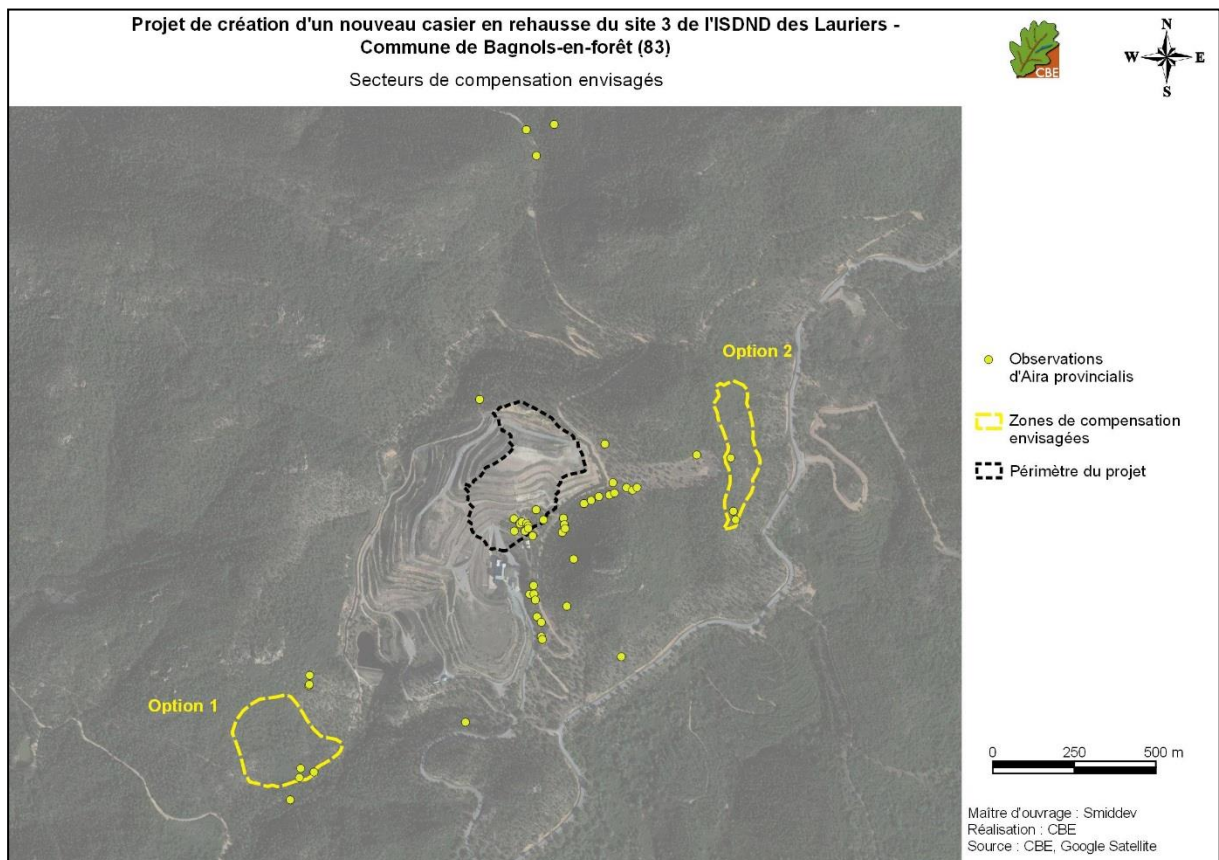 Projet de création d'un nouveau casier en rehausse du site 3 de l'ISDND des Lauriers -
Commune de Bagnols-en-forêt (83)
Secteurs de compensation envisagés
CBE
N
W
E
S
Option 2
Option 1
Observations
d'Aira provincialis
Zones de compensation
envisagées
Périmètre du projet
0 250 500 m
Maître d'ouvrage : Smiddev
Réalisation : CBE
Source : CBE, Google Satellite